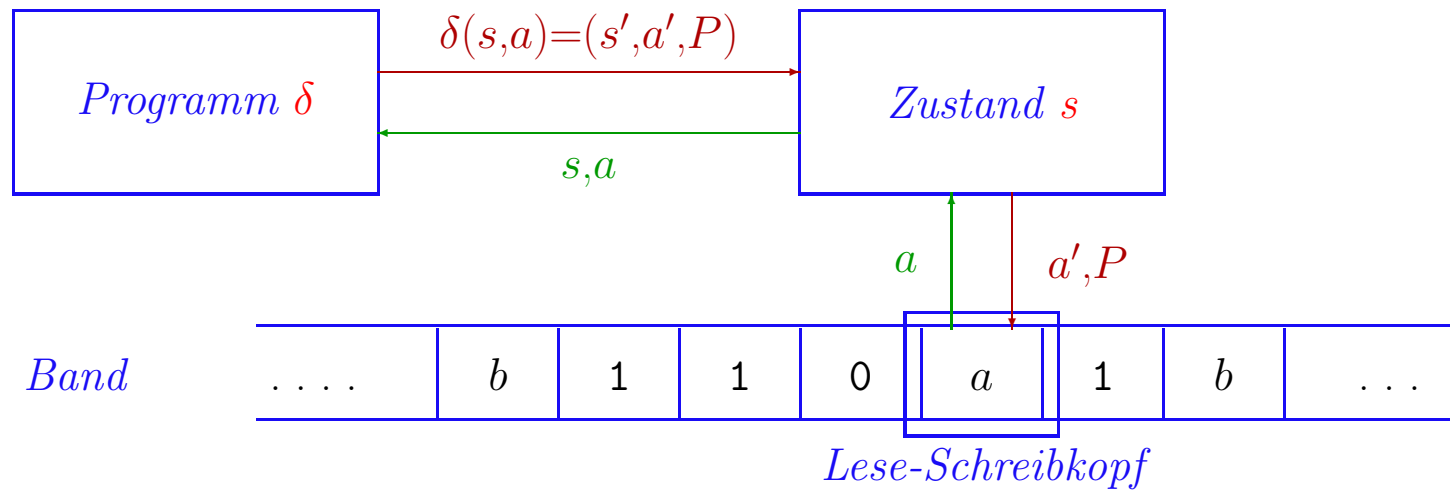 δ(s,a)=(s′,a′,P)
Programm δ
Zustand s
s,a
a
a′,P
Band . . . . b 1 1 0 a 1 b . . .
Lese-Schreibkopf